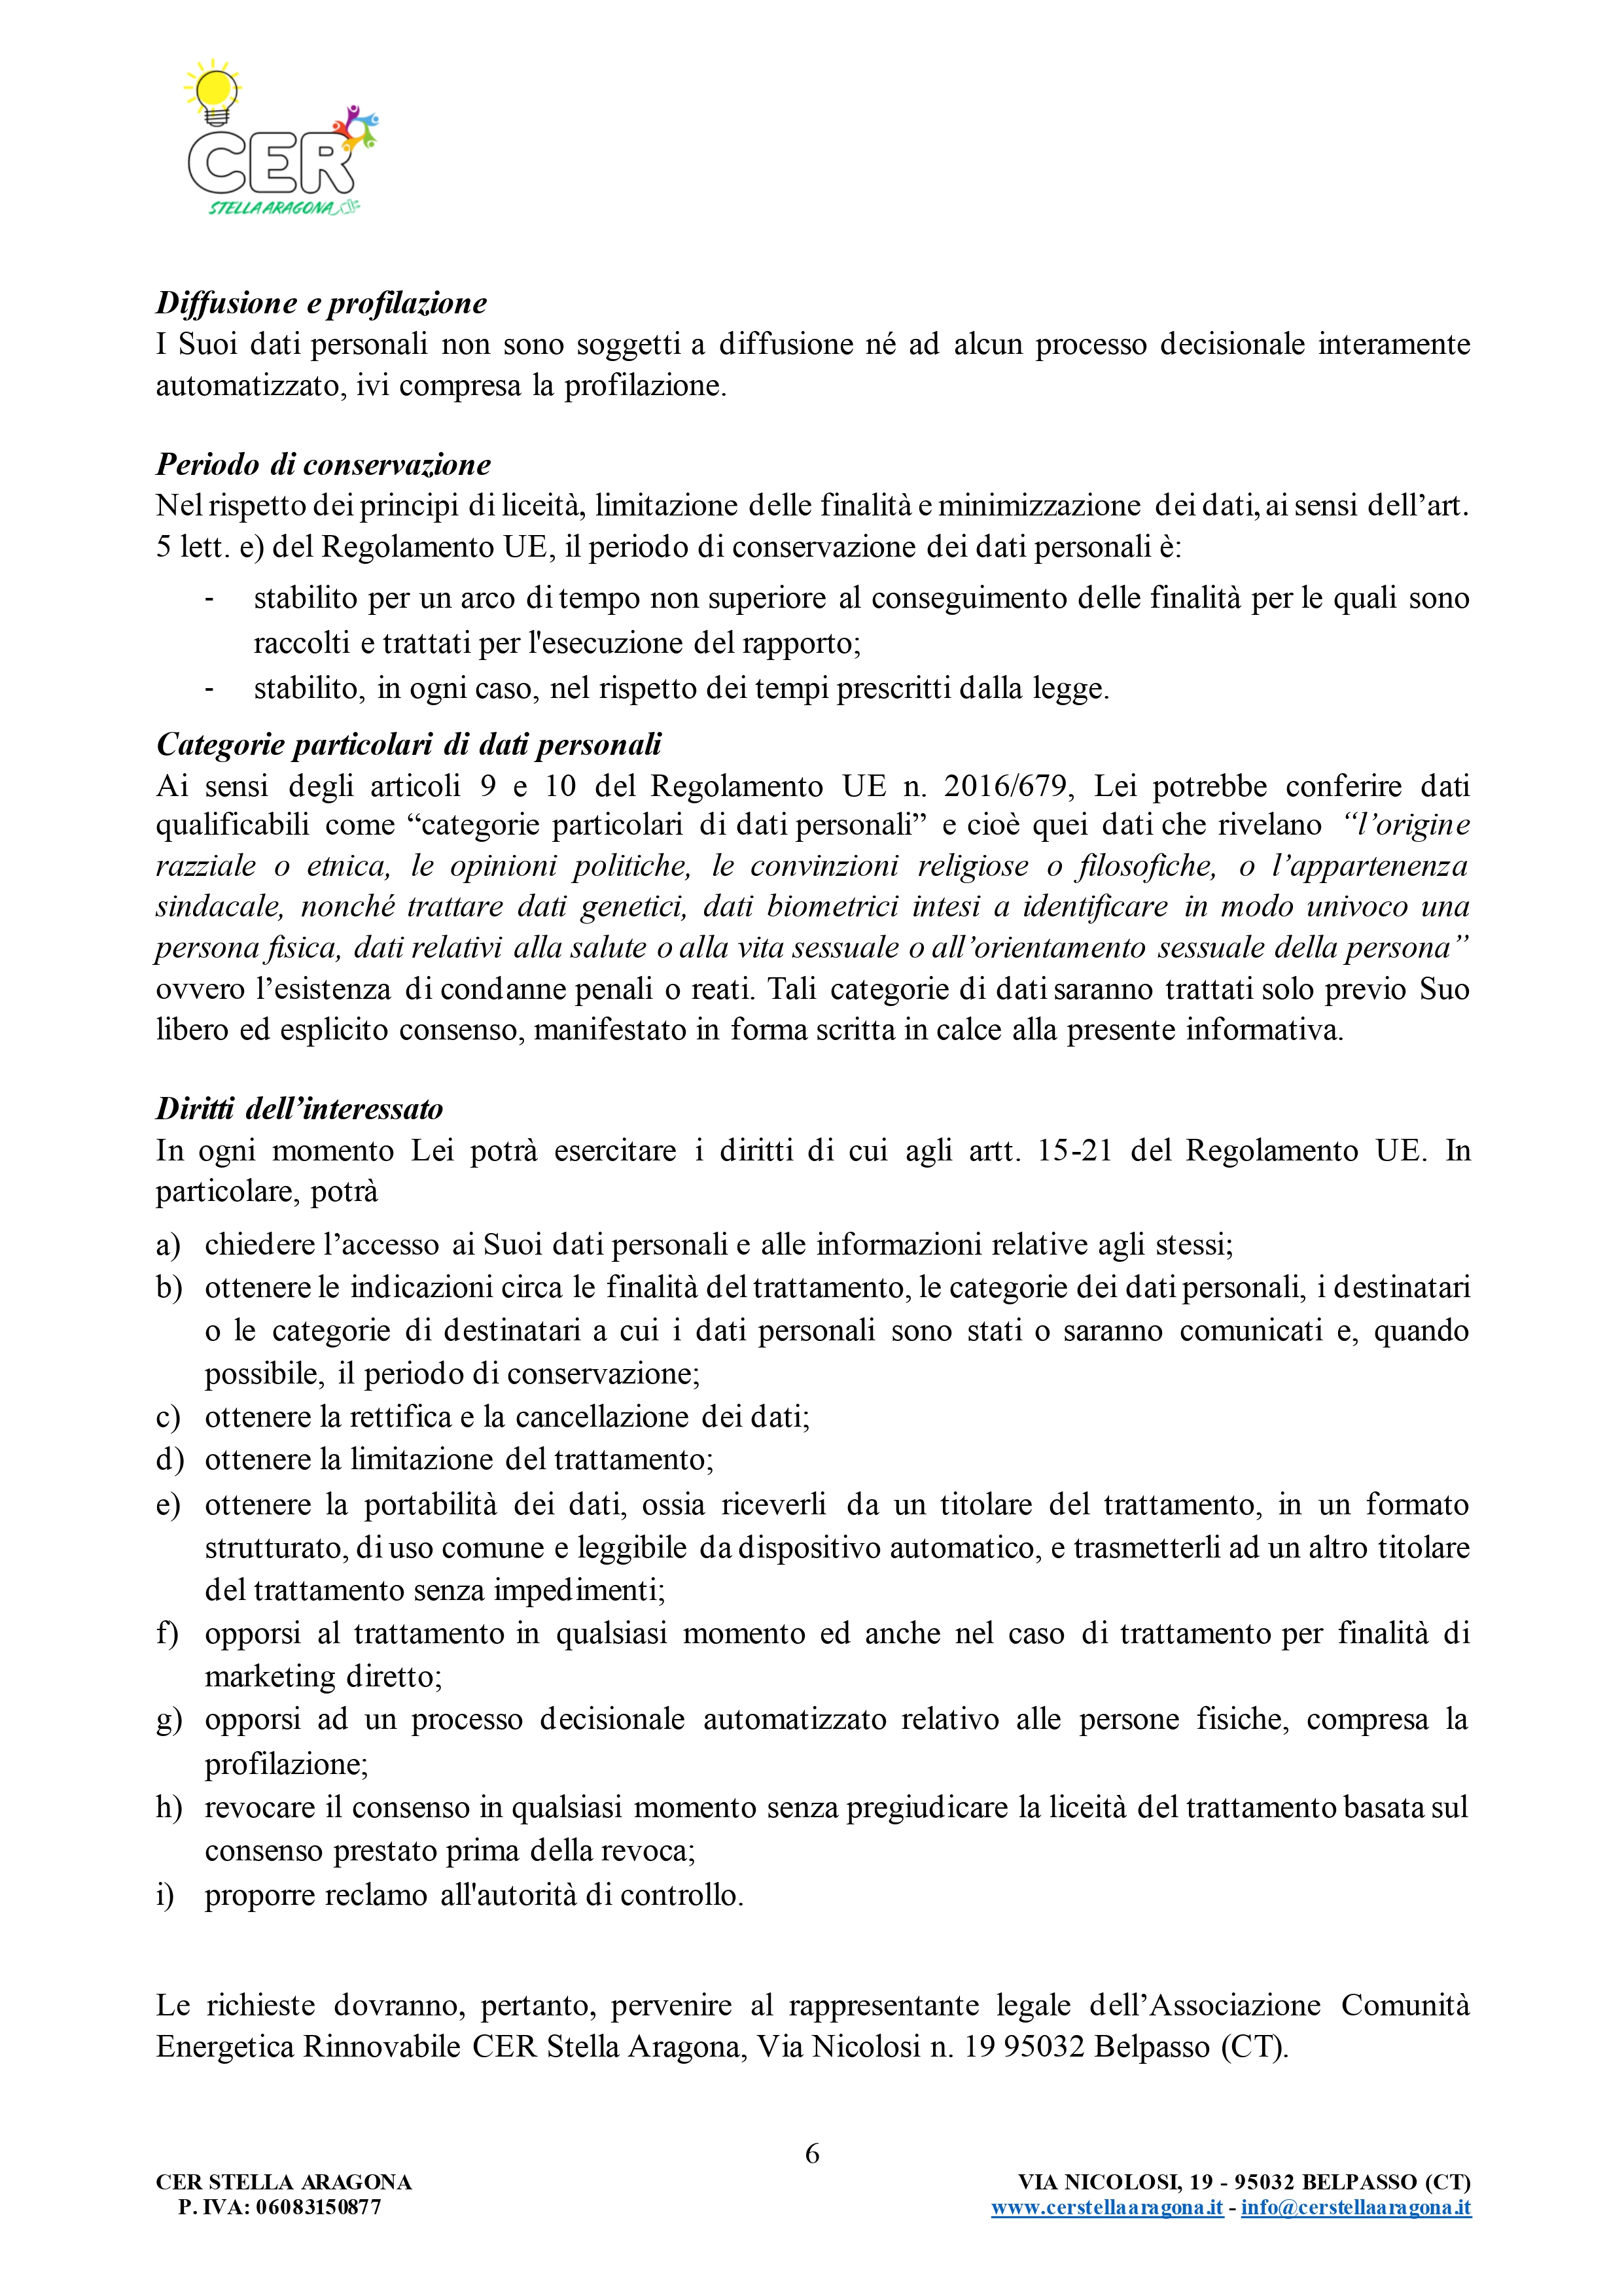 CER
STELLA ARAGONA
Diffusione e profilazione
I Suoi dati personali non sono soggetti a diffusione né ad alcun processo decisionale interamente
automatizzato, ivi compresa la profilazione.
Periodo di conservazione
Nel rispetto dei principi di liceità, limitazione delle finalità e minimizzazione dei dati, ai sensi dell’art.
5 lett. e) del Regolamento UE, il periodo di conservazione dei dati personali è:
- stabilito per un arco di tempo non superiore al conseguimento delle finalità per le quali sono
raccolti e trattati per l'esecuzione del rapporto;
- stabilito, in ogni caso, nel rispetto dei tempi prescritti dalla legge.
Categorie particolari di dati personali
Ai sensi degli articoli 9 e 10 del Regolamento UE n. 2016/679, Lei potrebbe conferire dati
qualificabili come “categorie particolari di dati personali” e cioè quei dati che rivelano “l’origine
razziale o etnica, le opinioni politiche, le convinzioni religiose o filosofiche, o l’appartenenza
sindacale, nonché trattare dati genetici, dati biometrici intesi a identificare in modo univoco una
persona fisica, dati relativi alla salute o alla vita sessuale o all’orientamento sessuale della persona”
ovvero l’esistenza di condanne penali o reati. Tali categorie di dati saranno trattati solo previo Suo
libero ed esplicito consenso, manifestato in forma scritta in calce alla presente informativa.
Diritti dell’interessato
In ogni momento Lei potrà esercitare i diritti di cui agli artt. 15-21 del Regolamento UE. In
particolare, potrà
a) chiedere l’accesso ai Suoi dati personali e alle informazioni relative agli stessi;
b) ottenere le indicazioni circa le finalità del trattamento, le categorie dei dati personali, i destinatari
o le categorie di destinatari a cui i dati personali sono stati o saranno comunicati e, quando
possibile, il periodo di conservazione;
c) ottenere la rettifica e la cancellazione dei dati;
d) ottenere la limitazione del trattamento;
e) ottenere la portabilità dei dati, ossia riceverli da un titolare del trattamento, in un formato
strutturato, di uso comune e leggibile da dispositivo automatico, e trasmetterli ad un altro titolare
del trattamento senza impedimenti;
f) opporsi al trattamento in qualsiasi momento ed anche nel caso di trattamento per finalità di
marketing diretto;
g) opporsi ad un processo decisionale automatizzato relativo alle persone fisiche, compresa la
profilazione;
h) revocare il consenso in qualsiasi momento senza pregiudicare la liceità del trattamento basata sul
consenso prestato prima della revoca;
i) proporre reclamo all'autorità di controllo.
Le richieste dovranno, pertanto, pervenire al rappresentante legale dell’Associazione Comunità
Energetica Rinnovabile CER Stella Aragona, Via Nicolosi n. 19 95032 Belpasso (CT).
6
CER STELLA ARAGONA VIA NICOLOSI, 19 - 95032 BELPASSO (CT)
P. IVA: 06083150877 www.cerstellaaragona.it - info@cerstellaaragona.it